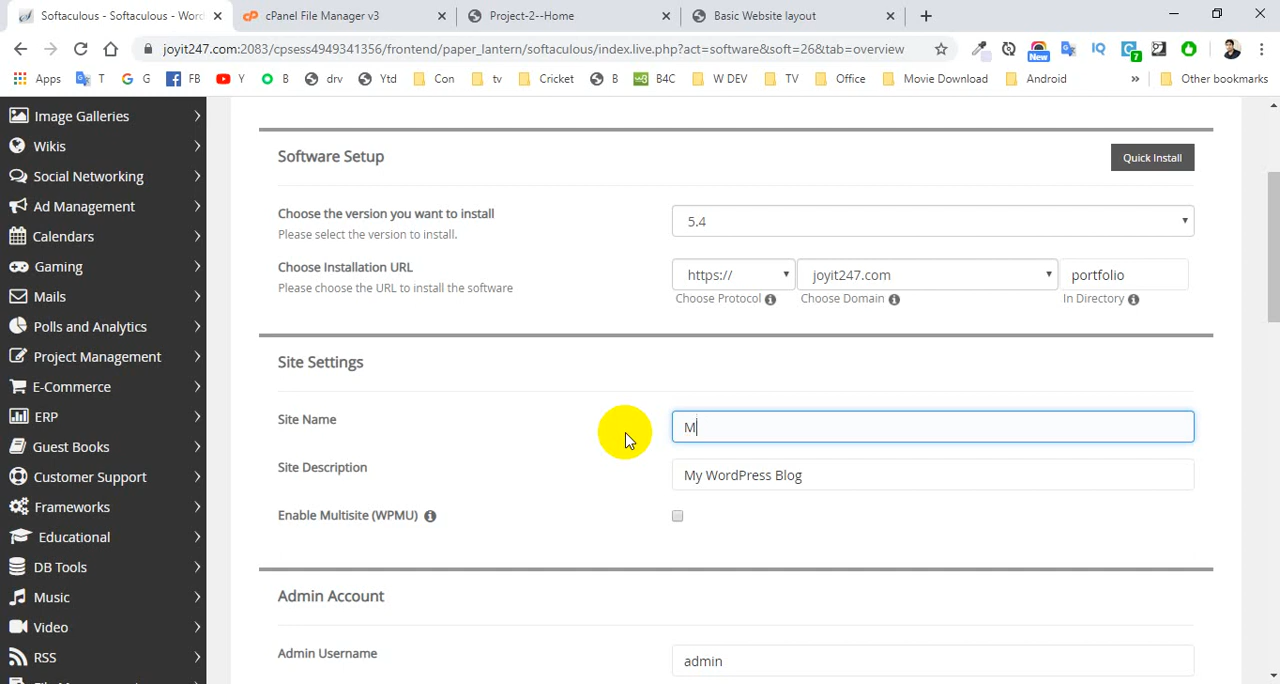 Softaculous - Softaculous - Word
cPanel File Manager v3
Project-2--Home
Basic Website layout
joyit247.com:2083/cpsess4949341356/frontend/paper_lantern/softaculous/index.live.php?act=software&soft=26&tab=overview
New
7
IQ
Apps
T
G
FB
Y
B
drv
Ytd
Con
tv
Cricket
B
B4C
W DEV
TV
Office
Movie Download
Android
»
Other bookmarks
Image Galleries
Wikis
Social Networking
Ad Management
Calendars
Gaming
Mails
Polls and Analytics
Project Management
E-Commerce
ERP
Guest Books
Customer Support
Frameworks
Educational
DB Tools
Music
Video
RSS
Software Setup
Quick Install
Choose the version you want to install
Please select the version to install.
5.4
Choose Installation URL
Please choose the URL to install the software
https://
joyit247.com
portfolio
Choose Protocol
Choose Domain
In Directory
Site Settings
Site Name
M
Site Description
My WordPress Blog
Enable Multisite (WPMU)
Admin Account
Admin Username
admin